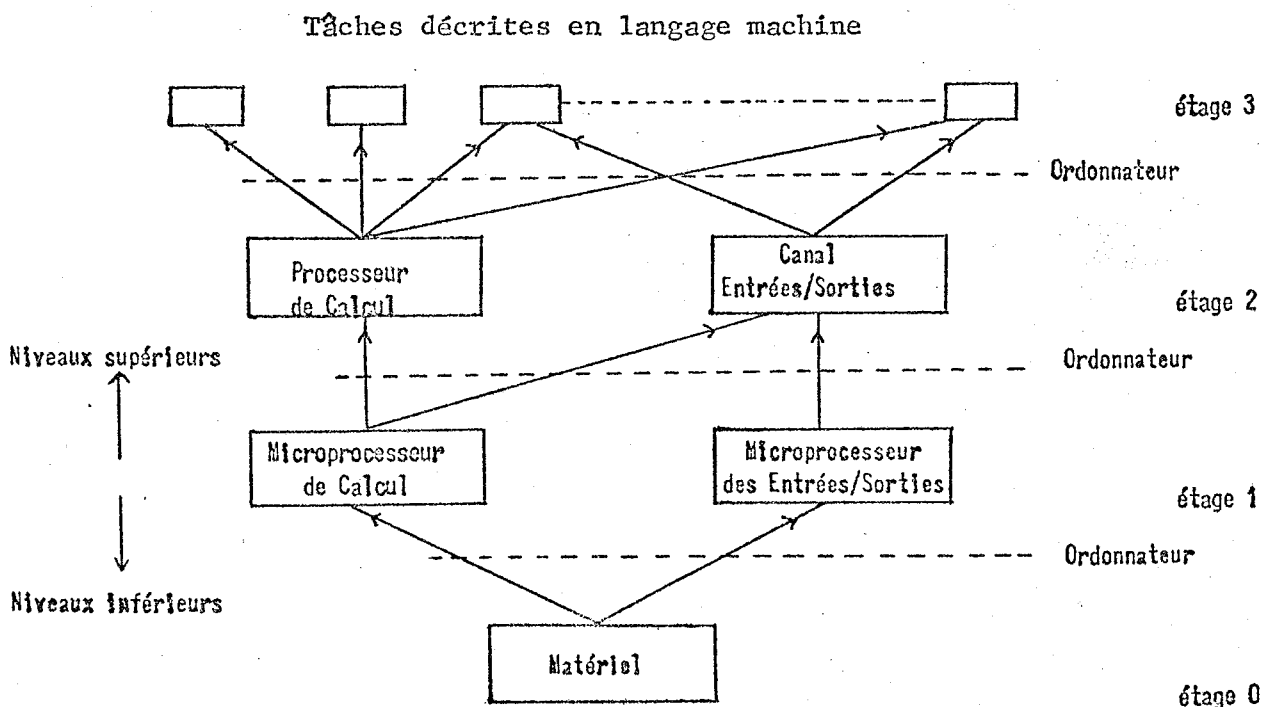 Tâches décrites en langage machine
étage 3
Ordonnateur
Processeur
de Calcul
Canal
Entrées/Sorties
étage 2
Niveaux supérieurs
Ordonnateur
Microprocesseur
de Calcul
Microprocesseur
des Entrées/Sorties
étage 1
Ordonnateur
Niveaux inférieurs
Matériel
étage 0